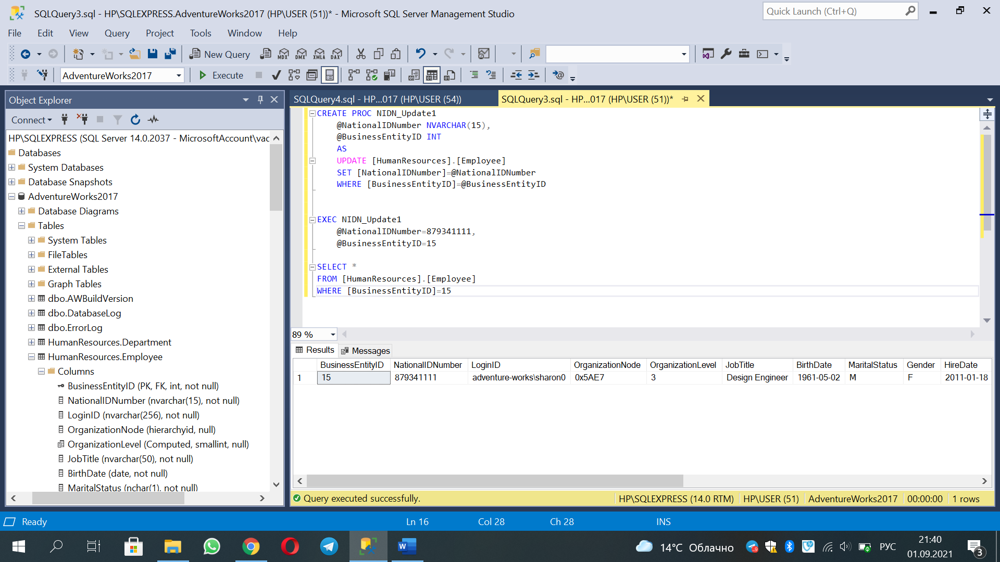 SQLQuery3.sql - HP\SQLEXPRESS.AdventureWorks2017 (HP\USER (51))* - Microsoft SQL Server Management Studio
Quick Launch (Ctrl+Q)
File Edit View Query Project Tools Window Help
New Query MDX DMX XMLA DAX
AdventureWorks2017 Execute
Object Explorer
Connect
HP\SQLEXPRESS (SQL Server 14.0.2037 - MicrosoftAccount\vac
Databases
System Databases
Database Snapshots
AdventureWorks2017
Database Diagrams
Tables
System Tables
FileTables
External Tables
Graph Tables
dbo.AWBuildVersion
dbo.DatabaseLog
dbo.ErrorLog
HumanResources.Department
HumanResources.Employee
Columns
BusinessEntityID (PK, FK, int, not null)
NationalIDNumber (nvarchar(15), not null)
LoginID (nvarchar(256), not null)
OrganizationNode (hierarchyid, null)
OrganizationLevel (Computed, smallint, null)
JobTitle (nvarchar(50), not null)
BirthDate (date, not null)
MaritalStatus (nchar(1), not null)
SQLQuery4.sql - HP...017 (HP\USER (54))
SQLQuery3.sql - HP...017 (HP\USER (51))*
CREATE PROC NIDN_Update1
@NationalIDNumber NVARCHAR(15),
@BusinessEntityID INT
AS
UPDATE [HumanResources].[Employee]
SET [NationalIDNumber]=@NationalIDNumber
WHERE [BusinessEntityID]=@BusinessEntityID
EXEC NIDN_Update1
@NationalIDNumber=879341111,
@BusinessEntityID=15
SELECT *
FROM [HumanResources].[Employee]
WHERE [BusinessEntityID]=15
89 %
Results Messages
BusinessEntityID NationalIDNumber LoginID OrganizationNode OrganizationLevel JobTitle BirthDate MaritalStatus Gender HireDate
1 15 879341111 adventure-works\sharon0 0x5AE7 3 Design Engineer 1961-05-02 M F 2011-01-18
Query executed successfully. HP\SQLEXPRESS (14.0 RTM) HP\USER (51) AdventureWorks2017 00:00:00 1 rows
Ready Ln 16 Col 28 Ch 28 INS
14°C Облачно РУС
21:40
01.09.2021
3